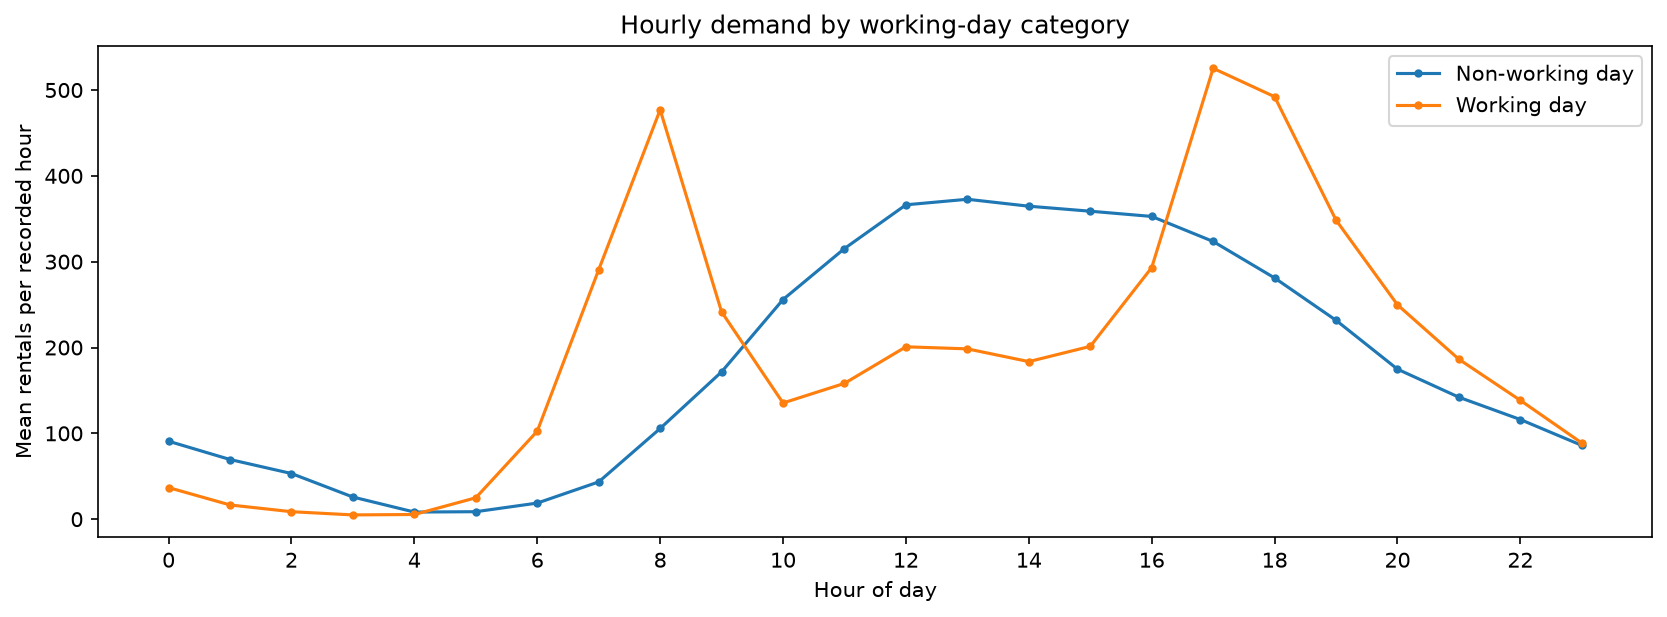 Hourly demand by working-day category
Mean rentals per recorded hour
500
400
300
200
100
0
Non-working day
Working day
0 2 4 6 8 10 12 14 16 18 20 22
Hour of day